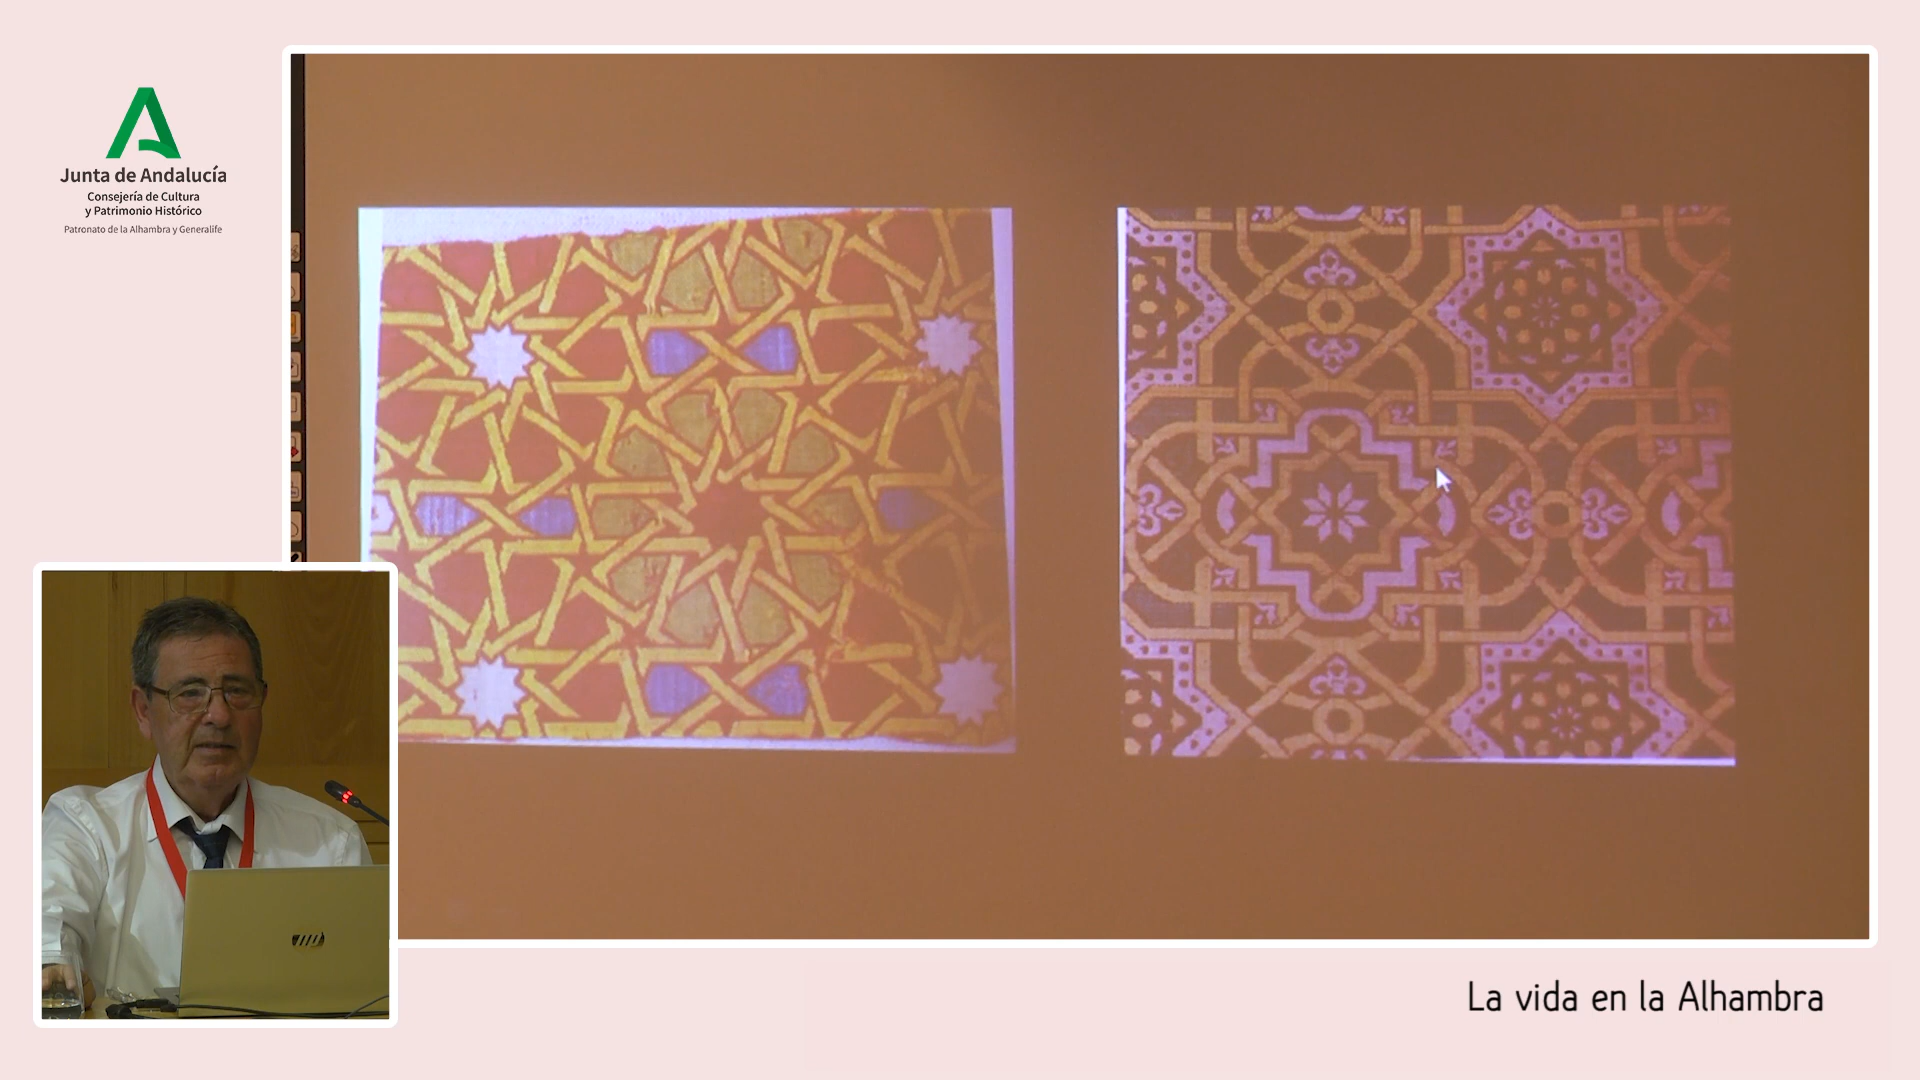 Junta de Andalucía
Consejería de Cultura
y Patrimonio Histórico
Patronato de la Alhambra y Generalife
La vida en la Alhambra